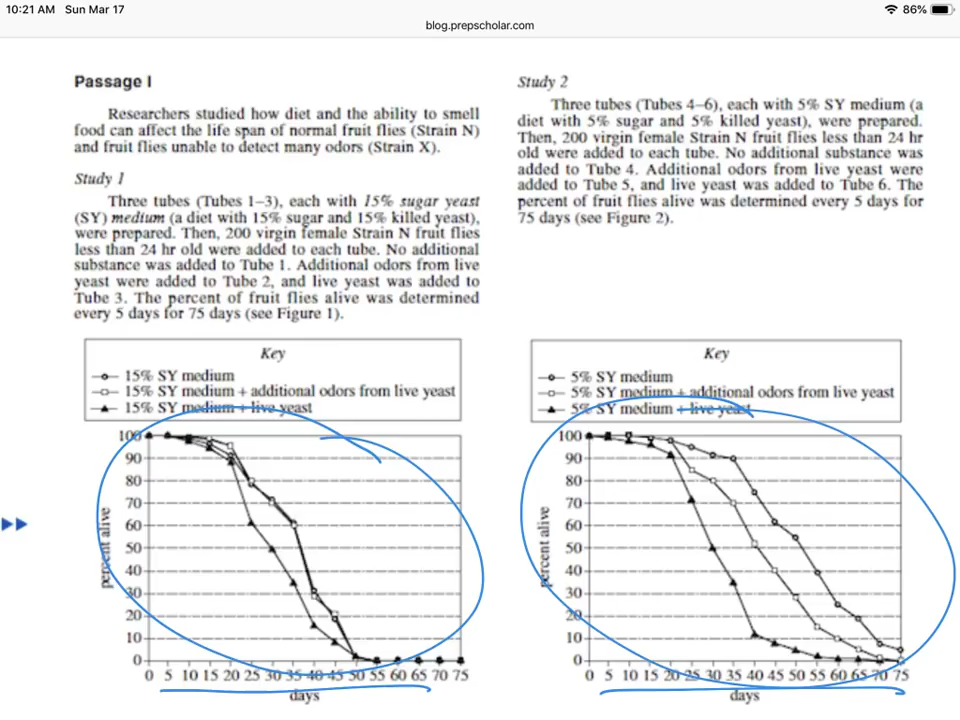 10:21 AM Sun Mar 17
86%
blog.prepscholar.com
Passage I
Researchers studied how diet and the ability to smell
food can affect the life span of normal fruit flies (Strain N)
and fruit flies unable to detect many odors (Strain X).
Study 1
Three tubes (Tubes 1–3), each with 15% sugar yeast
(SY) medium (a diet with 15% sugar and 15% killed yeast),
were prepared. Then, 200 virgin female Strain N fruit flies
less than 24 hr old were added to each tube. No additional
substance was added to Tube 1. Additional odors from live
yeast were added to Tube 2, and live yeast was added to
Tube 3. The percent of fruit flies alive was determined
every 5 days for 75 days (see Figure 1).
Key
15% SY medium
15% SY medium + additional odors from live yeast
15% SY medium + live yeast
100
90
80
70
60
50
40
30
20
10
0
percent alive
0 5 10 15 20 25 30 35 40 45 50 55 60 65 70 75
days
Study 2
Three tubes (Tubes 4–6), each with 5% SY medium (a
diet with 5% sugar and 5% killed yeast), were prepared.
Then, 200 virgin female Strain N fruit flies less than 24 hr
old were added to each tube. No additional substance was
added to Tube 4. Additional odors from live yeast were
added to Tube 5, and live yeast was added to Tube 6. The
percent of fruit flies alive was determined every 5 days for
75 days (see Figure 2).
Key
5% SY medium
5% SY medium + additional odors from live yeast
5% SY medium + live yeast
100
90
80
70
60
50
40
30
20
10
0
percent alive
0 5 10 15 20 25 30 35 40 45 50 55 60 65 70 75
days